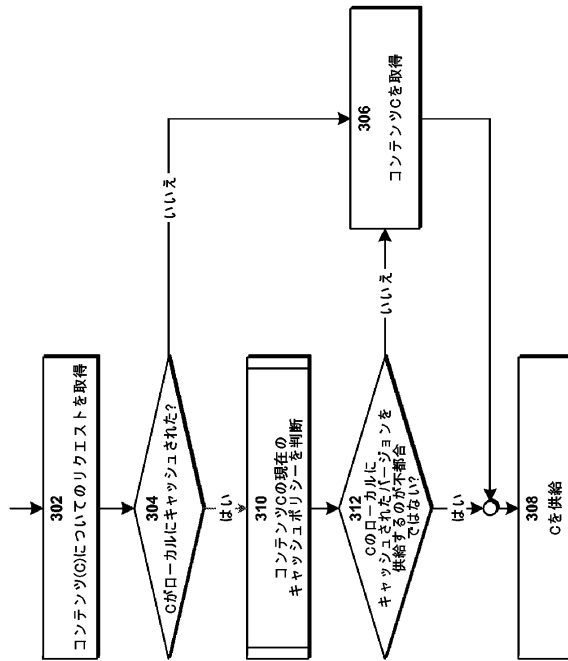 302
コンテンツ(C)についてのリクエストを取得
304
Cがローカルにキャッシュされた?
いいえ
はい
306
コンテンツCを取得
310
コンテンツCの現在の
キャッシュポリシーを判断
312
Cのローカルに
キャッシュされたバージョンを
供給するのが不都合
ではない?
いいえ
はい
308
Cを供給